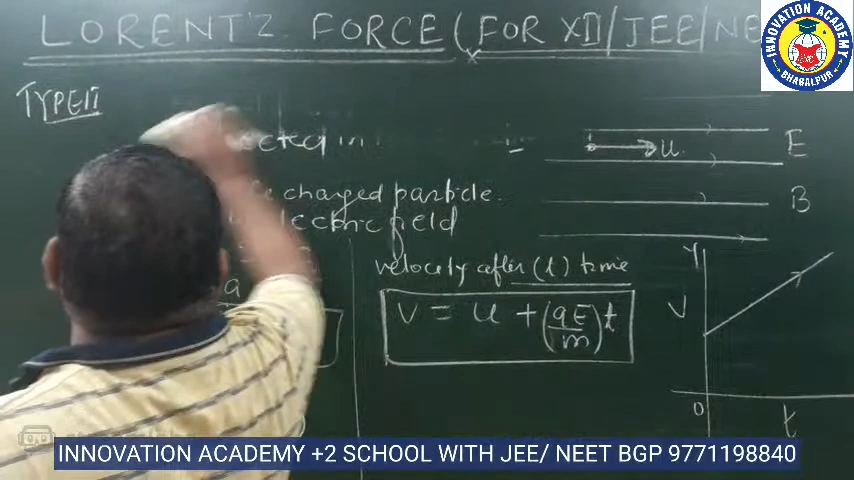 LORENT'Z FORCE (FOR XII/JEE/NE
INNOVATION ACADEMY
BHAGALPUR
TYPE II
u
E
charged particle.
B
electric field
velocity after (t) time
Y
q
V = u + (qE/m)t
V
0
t
INNOVATION ACADEMY +2 SCHOOL WITH JEE/ NEET BGP 9771198840